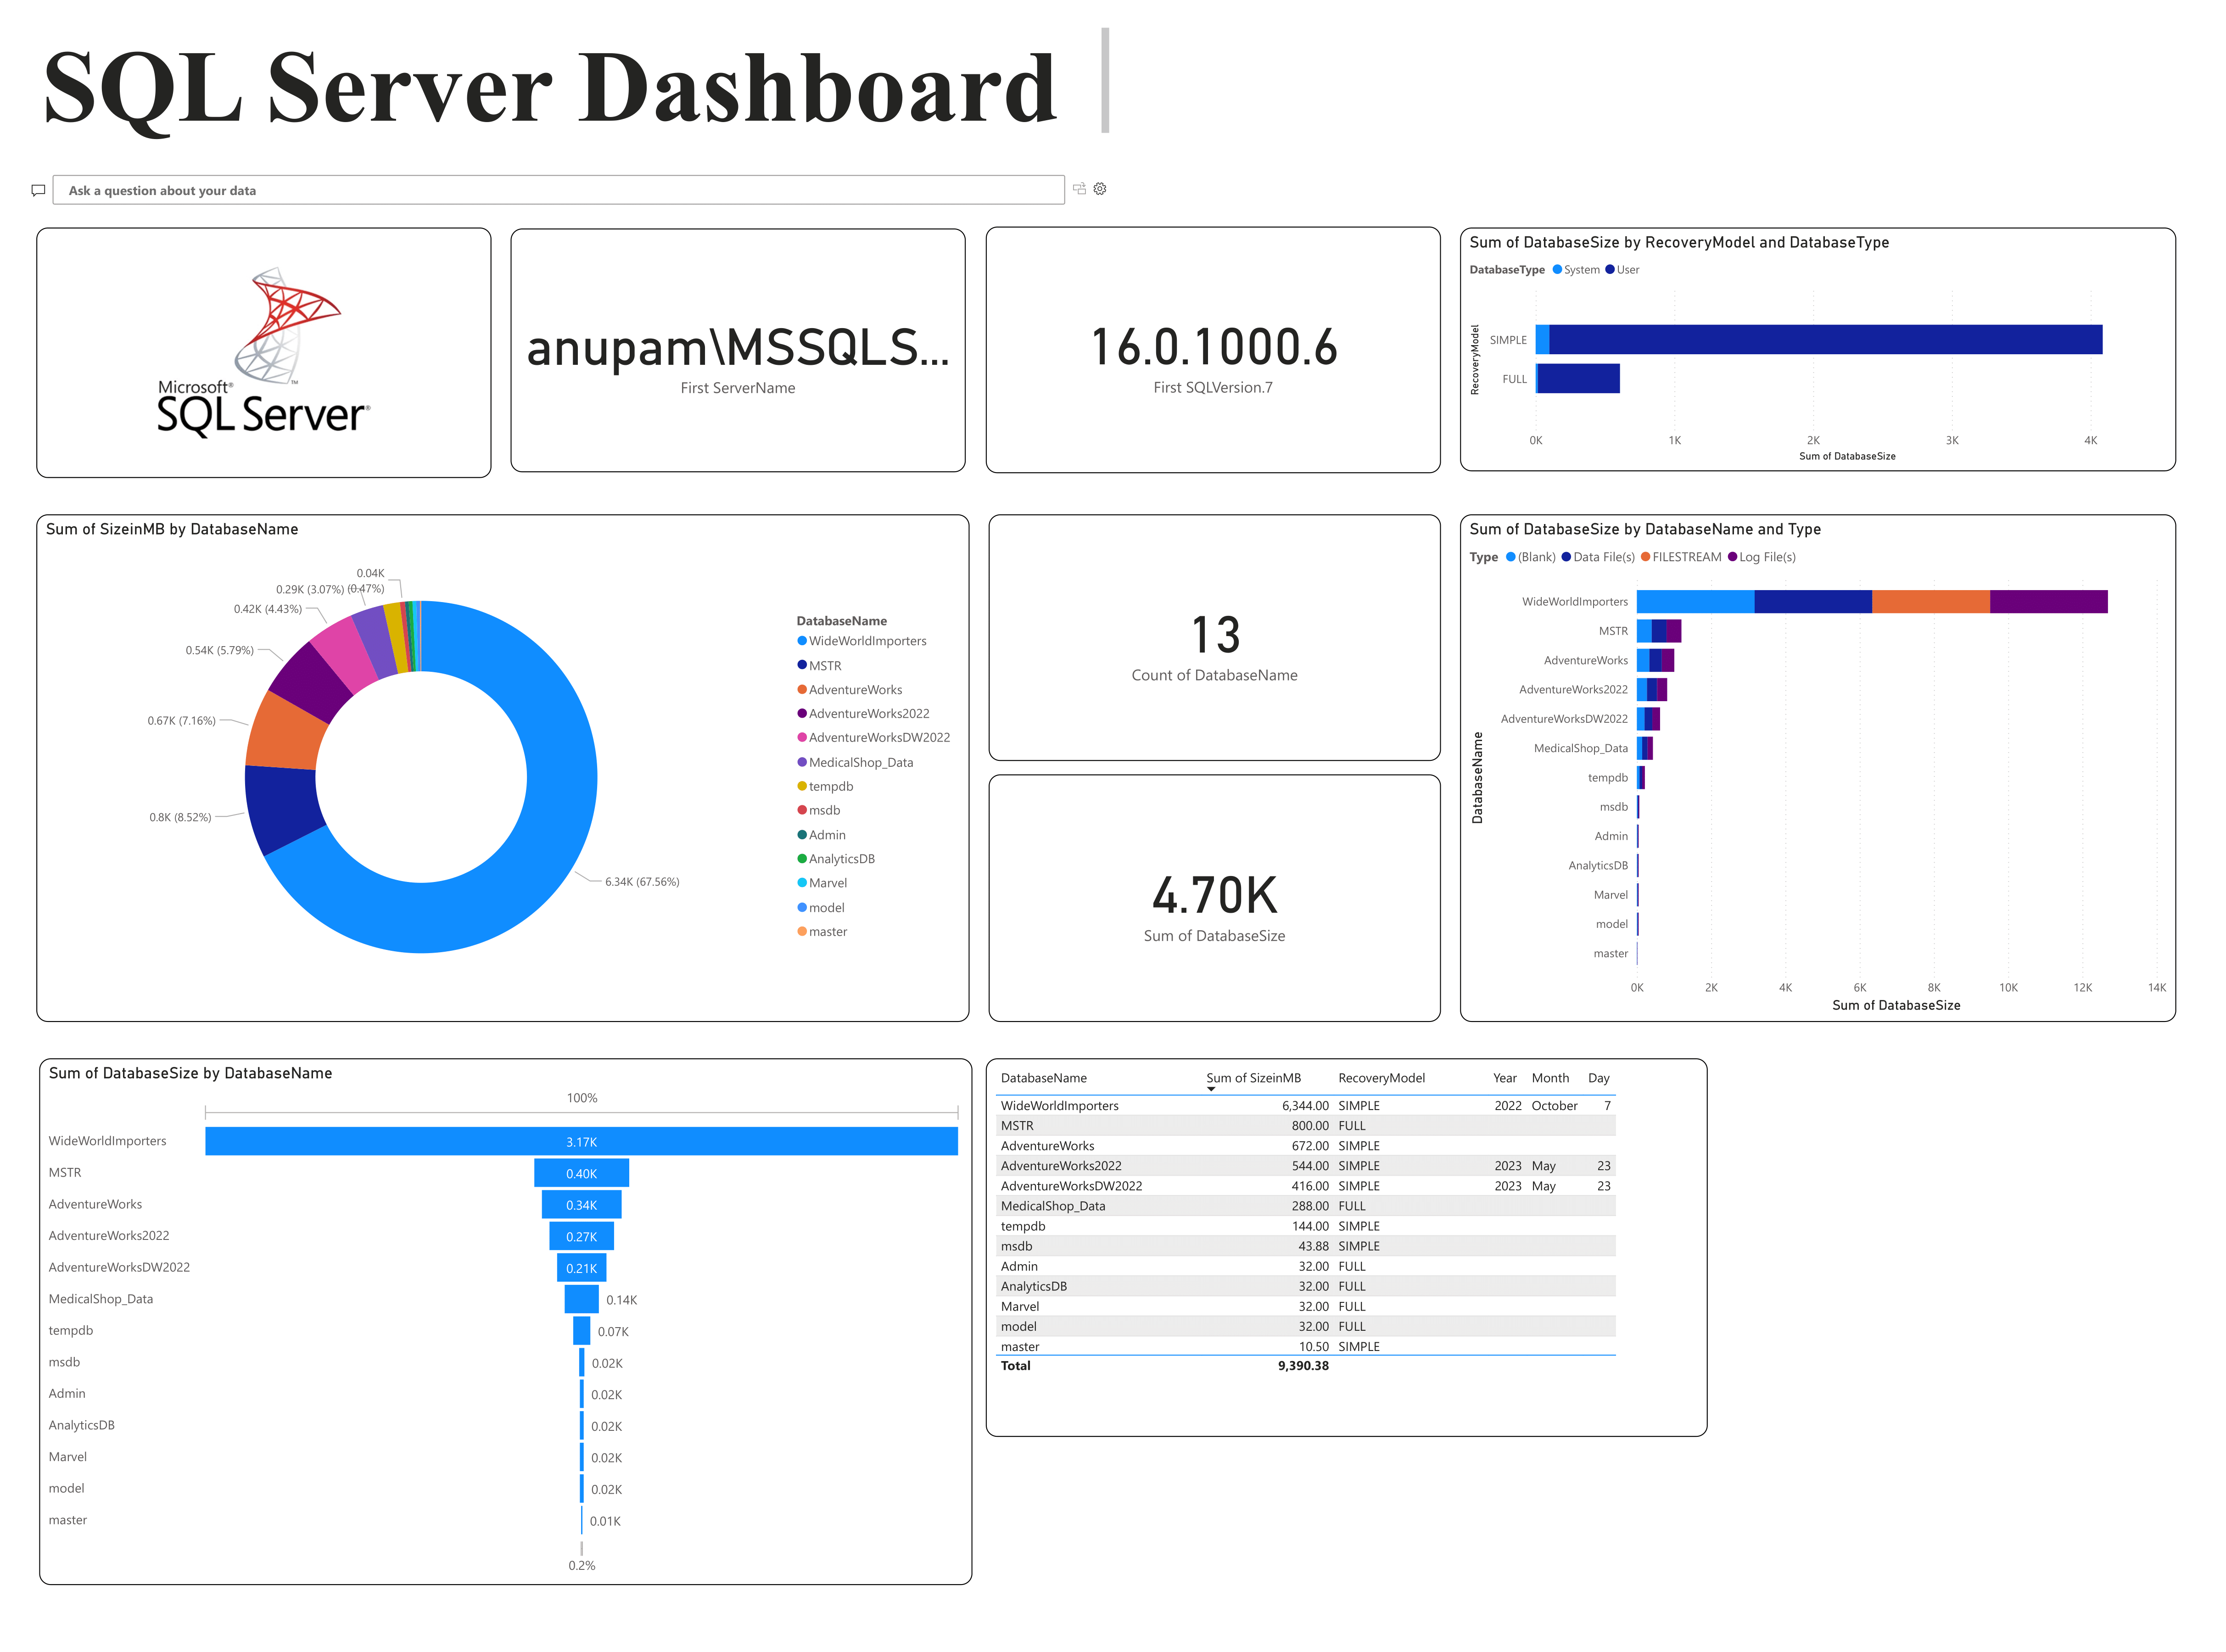 SQL Server Dashboard
Ask a question about your data
Microsoft®
SQL Server®
™
anupam\MSSQLS...
First ServerName
16.0.1000.6
First SQLVersion.7
Sum of DatabaseSize by RecoveryModel and DatabaseType
DatabaseType System User
RecoveryModel
SIMPLE
FULL
0K 1K 2K 3K 4K
Sum of DatabaseSize
Sum of SizeinMB by DatabaseName
0.04K
(0.47%)
0.29K (3.07%)
0.42K (4.43%)
0.54K (5.79%)
0.67K (7.16%)
0.8K (8.52%)
6.34K (67.56%)
DatabaseName
WideWorldImporters
MSTR
AdventureWorks
AdventureWorks2022
AdventureWorksDW2022
MedicalShop_Data
tempdb
msdb
Admin
AnalyticsDB
Marvel
model
master
13
Count of DatabaseName
4.70K
Sum of DatabaseSize
Sum of DatabaseSize by DatabaseName and Type
Type (Blank) Data File(s) FILESTREAM Log File(s)
DatabaseName
WideWorldImporters
MSTR
AdventureWorks
AdventureWorks2022
AdventureWorksDW2022
MedicalShop_Data
tempdb
msdb
Admin
AnalyticsDB
Marvel
model
master
0K 2K 4K 6K 8K 10K 12K 14K
Sum of DatabaseSize
Sum of DatabaseSize by DatabaseName
100%
WideWorldImporters 3.17K
MSTR 0.40K
AdventureWorks 0.34K
AdventureWorks2022 0.27K
AdventureWorksDW2022 0.21K
MedicalShop_Data 0.14K
tempdb 0.07K
msdb 0.02K
Admin 0.02K
AnalyticsDB 0.02K
Marvel 0.02K
model 0.02K
master 0.01K
0.2%
DatabaseName Sum of SizeinMB RecoveryModel Year Month Day
WideWorldImporters 6,344.00 SIMPLE 2022 October 7
MSTR 800.00 FULL
AdventureWorks 672.00 SIMPLE
AdventureWorks2022 544.00 SIMPLE 2023 May 23
AdventureWorksDW2022 416.00 SIMPLE 2023 May 23
MedicalShop_Data 288.00 FULL
tempdb 144.00 SIMPLE
msdb 43.88 SIMPLE
Admin 32.00 FULL
AnalyticsDB 32.00 FULL
Marvel 32.00 FULL
model 32.00 FULL
master 10.50 SIMPLE
Total 9,390.38